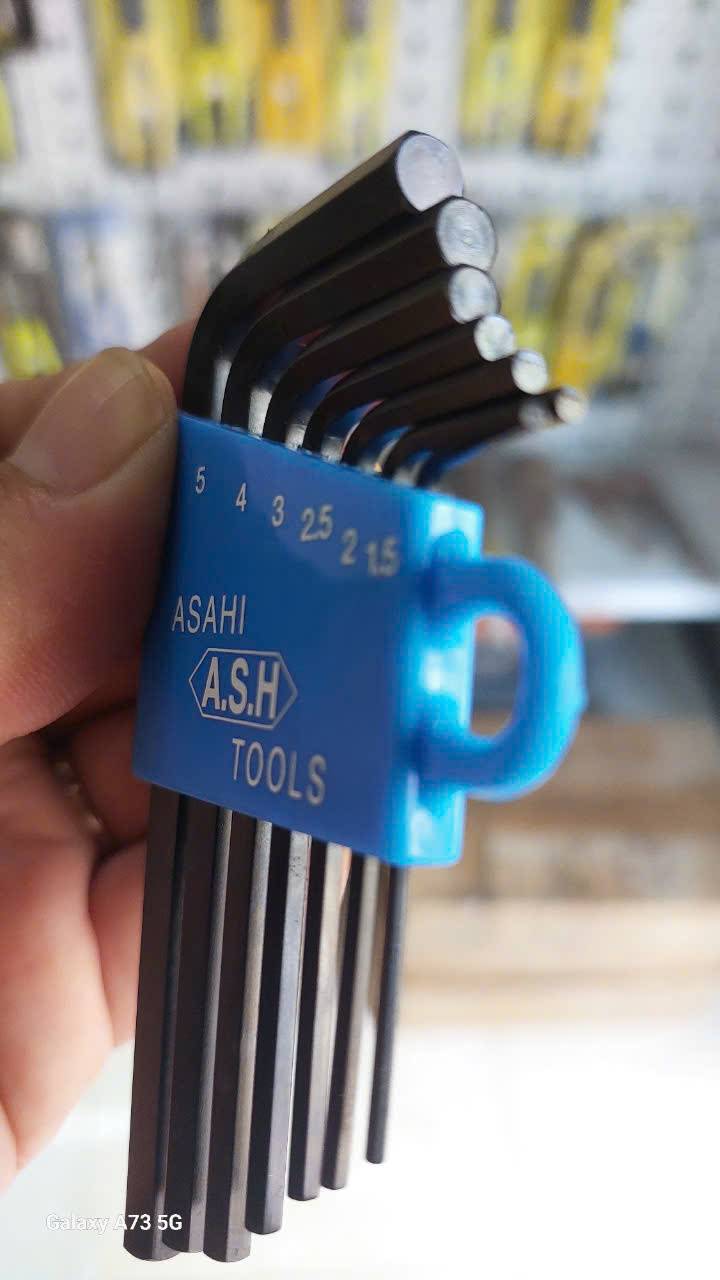 5 4 3 2.5 2 1.5
ASAHI
A.S.H
TOOLS
Galaxy A73 5G